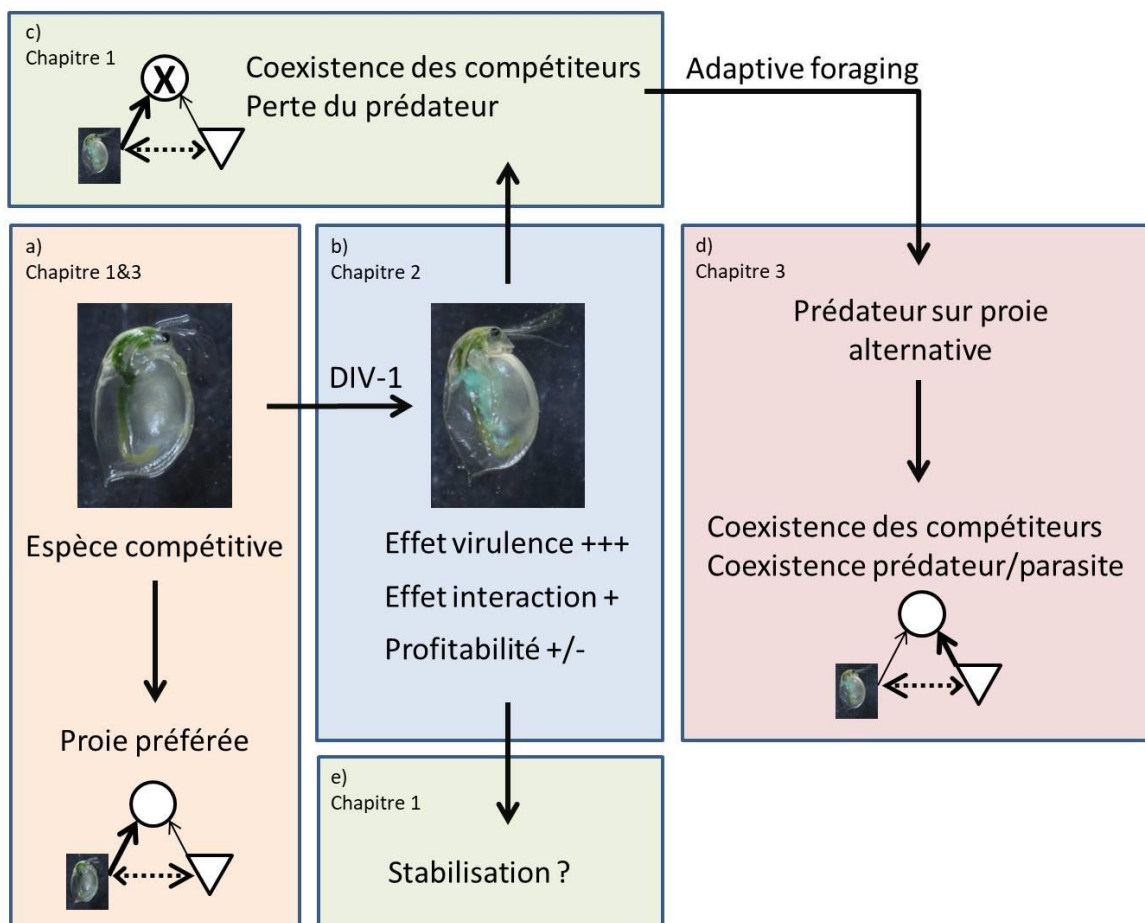 c)
Chapitre 1
X
Coexistence des compétiteurs
Perte du prédateur
Adaptive foraging
a)
Chapitre 1&3
Espèce compétitive
Proie préférée
DIV-1
b)
Chapitre 2
Effet virulence +++
Effet interaction +
Profitabilité +/-
e)
Chapitre 1
Stabilisation ?
d)
Chapitre 3
Prédateur sur proie
alternative
Coexistence des compétiteurs
Coexistence prédateur/parasite